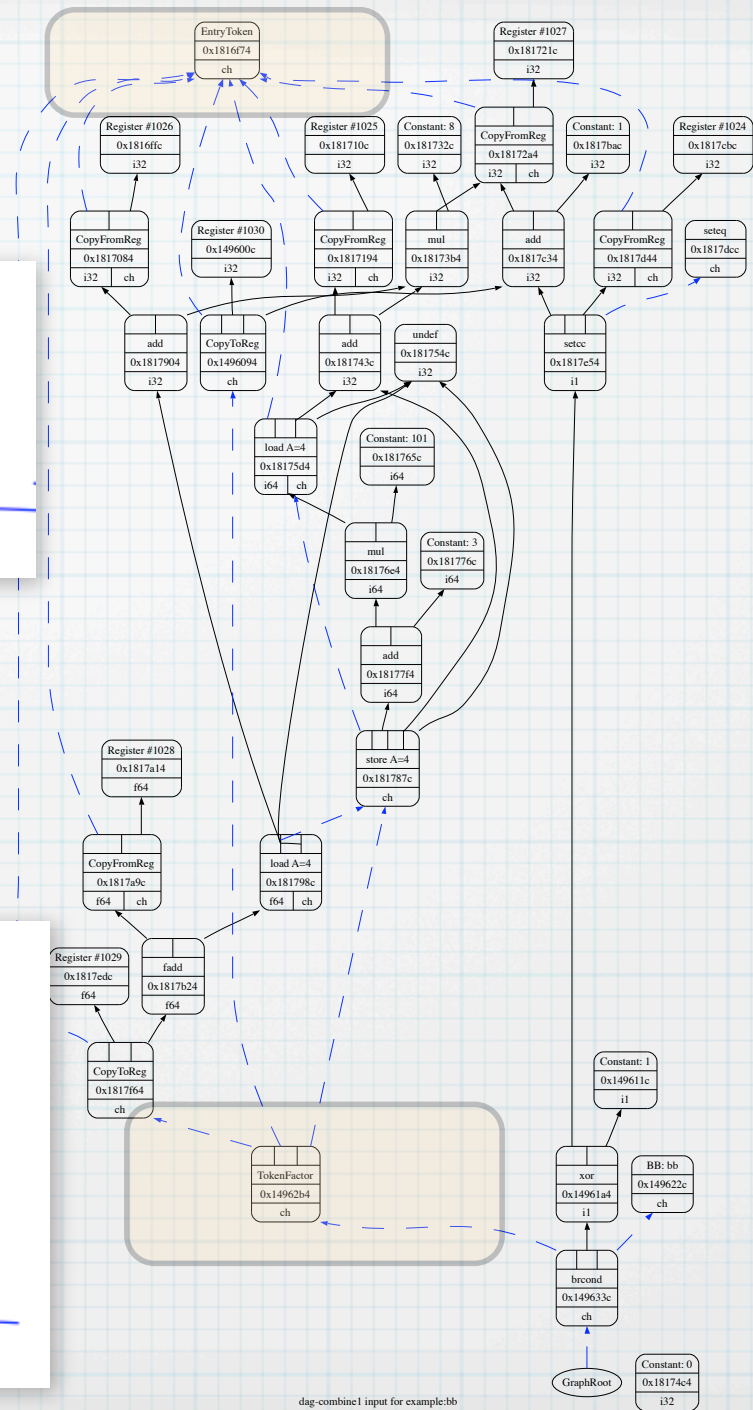 EntryToken
0x1816f74
ch
Register #1027
0x181721c
i32
Register #1026
0x1816ffc
i32
Register #1025
0x181710c
i32
Constant: 8
0x181732c
i32
CopyFromReg
0x18172a4
i32 ch
Constant: 1
0x1817bac
i32
Register #1024
0x1817cbc
i32
CopyFromReg
0x1817084
i32 ch
Register #1030
0x149600c
i32
CopyFromReg
0x1817194
i32 ch
mul
0x18173b4
i32
add
0x1817c34
i32
CopyFromReg
0x1817d44
i32 ch
seteq
0x1817dcc
ch
add
0x1817904
i32
CopyToReg
0x1496094
ch
add
0x181743c
i32
undef
0x181754c
i32
setcc
0x1817e54
i1
load A=4
0x18175d4
i64 ch
Constant: 101
0x181765c
i64
mul
0x18176e4
i64
Constant: 3
0x181776c
i64
add
0x18177f4
i64
store A=4
0x181787c
ch
Register #1028
0x1817a14
f64
CopyFromReg
0x1817a9c
f64 ch
load A=4
0x181798c
f64 ch
Register #1029
0x1817edc
f64
fadd
0x1817b24
f64
CopyToReg
0x1817f64
ch
Constant: 1
0x149611c
i1
TokenFactor
0x14962b4
ch
xor
0x14961a4
i1
BB: bb
0x149622c
ch
brcond
0x149633c
ch
GraphRoot
Constant: 0
0x18174c4
i32
dag-combine1 input for example:bb